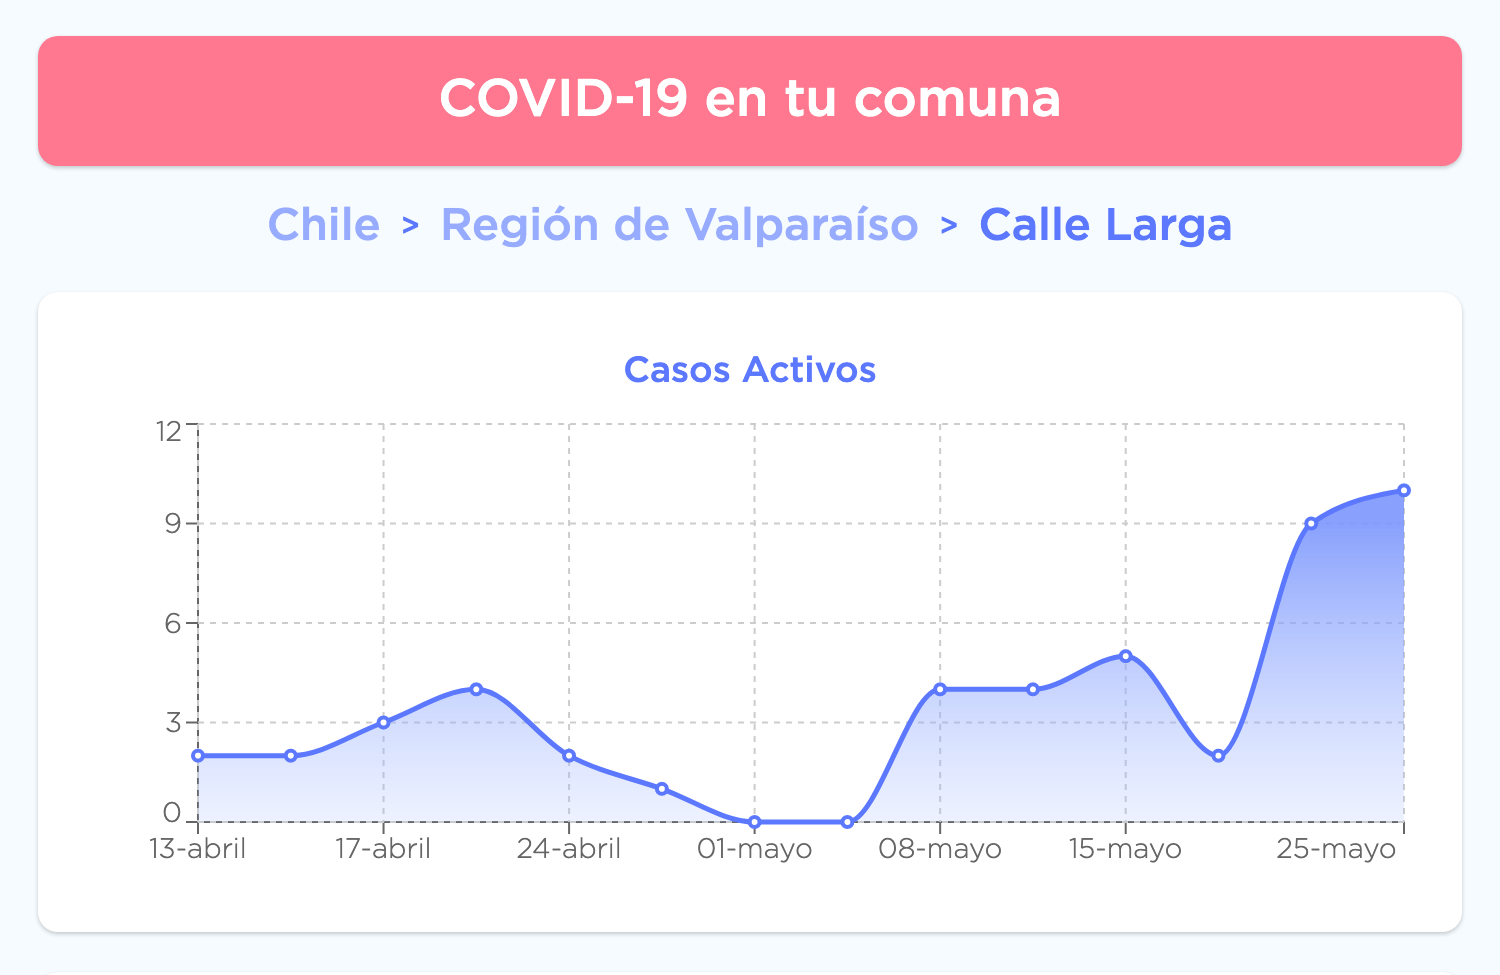 COVID-19 en tu comuna
Chile > Región de Valparaíso > Calle Larga
Casos Activos
12
9
6
3
0
13-abril 17-abril 24-abril 01-mayo 08-mayo 15-mayo 25-mayo